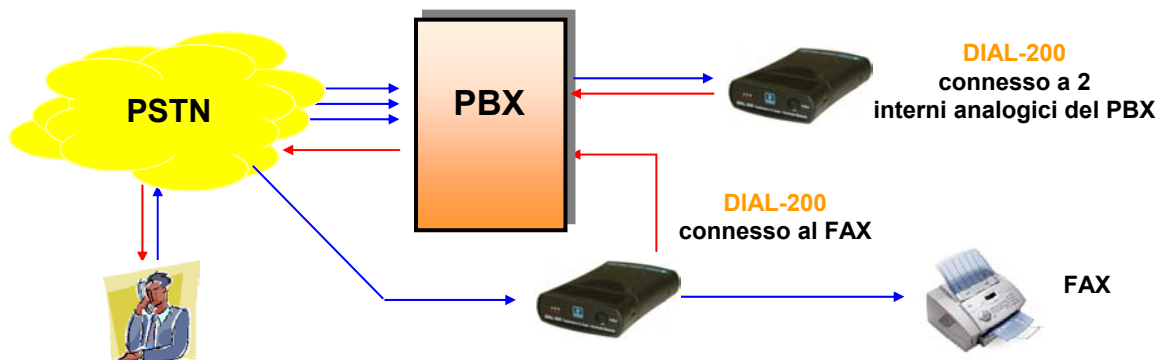 PSTN
PBX
DIAL-200
connesso a 2
interni analogici del PBX
DIAL-200
connesso al FAX
FAX